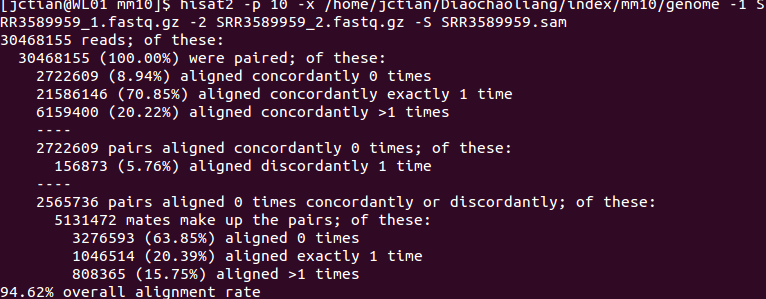 [jctian@WL01 mm10]$ hisat2 -p 10 -x /home/jctian/Diaochaoliang/index/mm10/genome -1 S
RR3589959_1.fastq.gz -2 SRR3589959_2.fastq.gz -S SRR3589959.sam
30468155 reads; of these:
  30468155 (100.00%) were paired; of these:
    2722609 (8.94%) aligned concordantly 0 times
    21586146 (70.85%) aligned concordantly exactly 1 time
    6159400 (20.22%) aligned concordantly >1 times
    ----
    2722609 pairs aligned concordantly 0 times; of these:
      156873 (5.76%) aligned discordantly 1 time
    ----
    2565736 pairs aligned 0 times concordantly or discordantly; of these:
      5131472 mates make up the pairs; of these:
        3276593 (63.85%) aligned 0 times
        1046514 (20.39%) aligned exactly 1 time
        808365 (15.75%) aligned >1 times
94.62% overall alignment rate